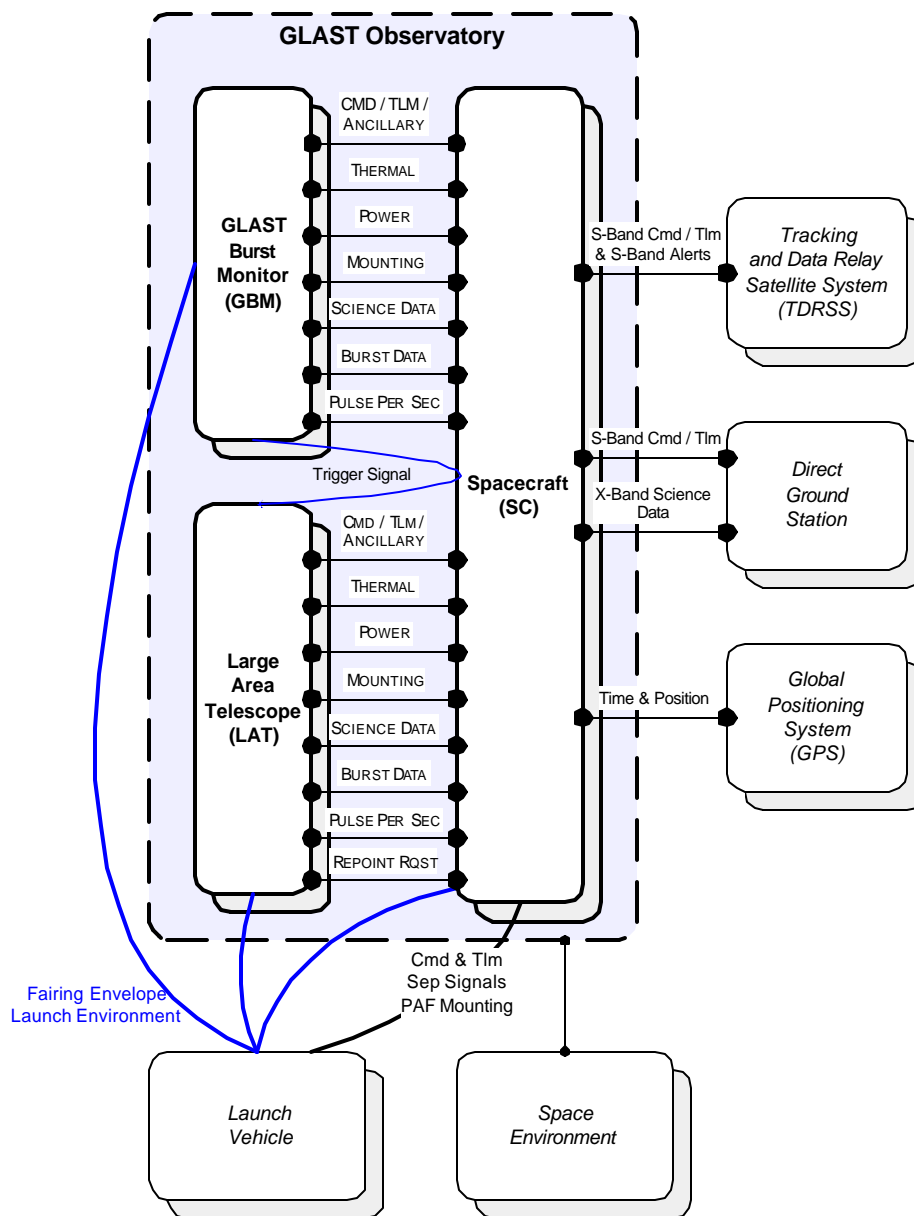 GLAST Observatory
CMD / TLM /
ANCILLARY
THERMAL
POWER
MOUNTING
SCIENCE DATA
BURST DATA
PULSE PER SEC
GLAST
Burst
Monitor
(GBM)
Trigger Signal
Spacecraft
(SC)
CMD / TLM /
ANCILLARY
THERMAL
POWER
MOUNTING
SCIENCE DATA
BURST DATA
PULSE PER SEC
REPOINT RQST
Large
Area
Telescope
(LAT)
S-Band Cmd / Tlm
& S-Band Alerts
Tracking
and Data Relay
Satellite System
(TDRSS)
S-Band Cmd / Tlm
X-Band Science
Data
Direct
Ground
Station
Time & Position
Global
Positioning
System
(GPS)
Fairing Envelope
Launch Environment
Cmd & Tlm
Sep Signals
PAF Mounting
Launch
Vehicle
Space
Environment